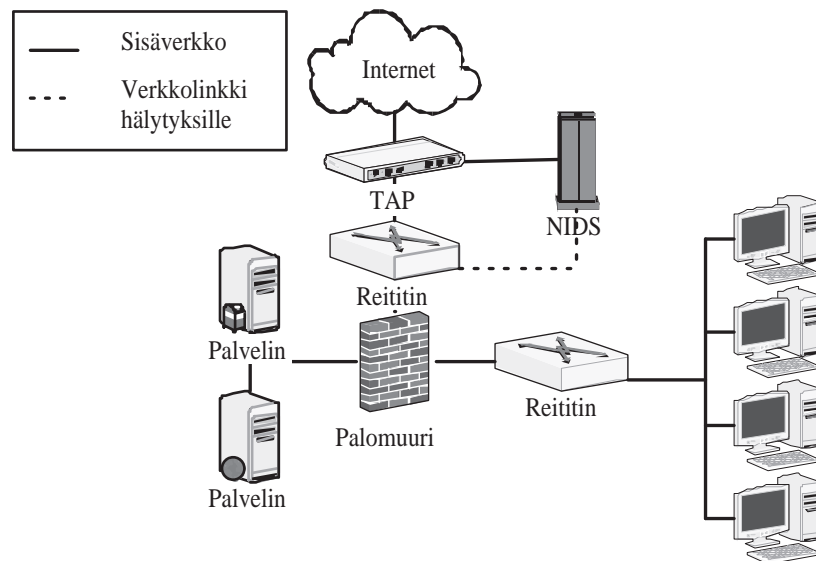 Sisäverkko
Verkkolinkki
hälytyksille
Internet
TAP
NIDS
Reititin
Palvelin
Palomuuri
Reititin
Palvelin